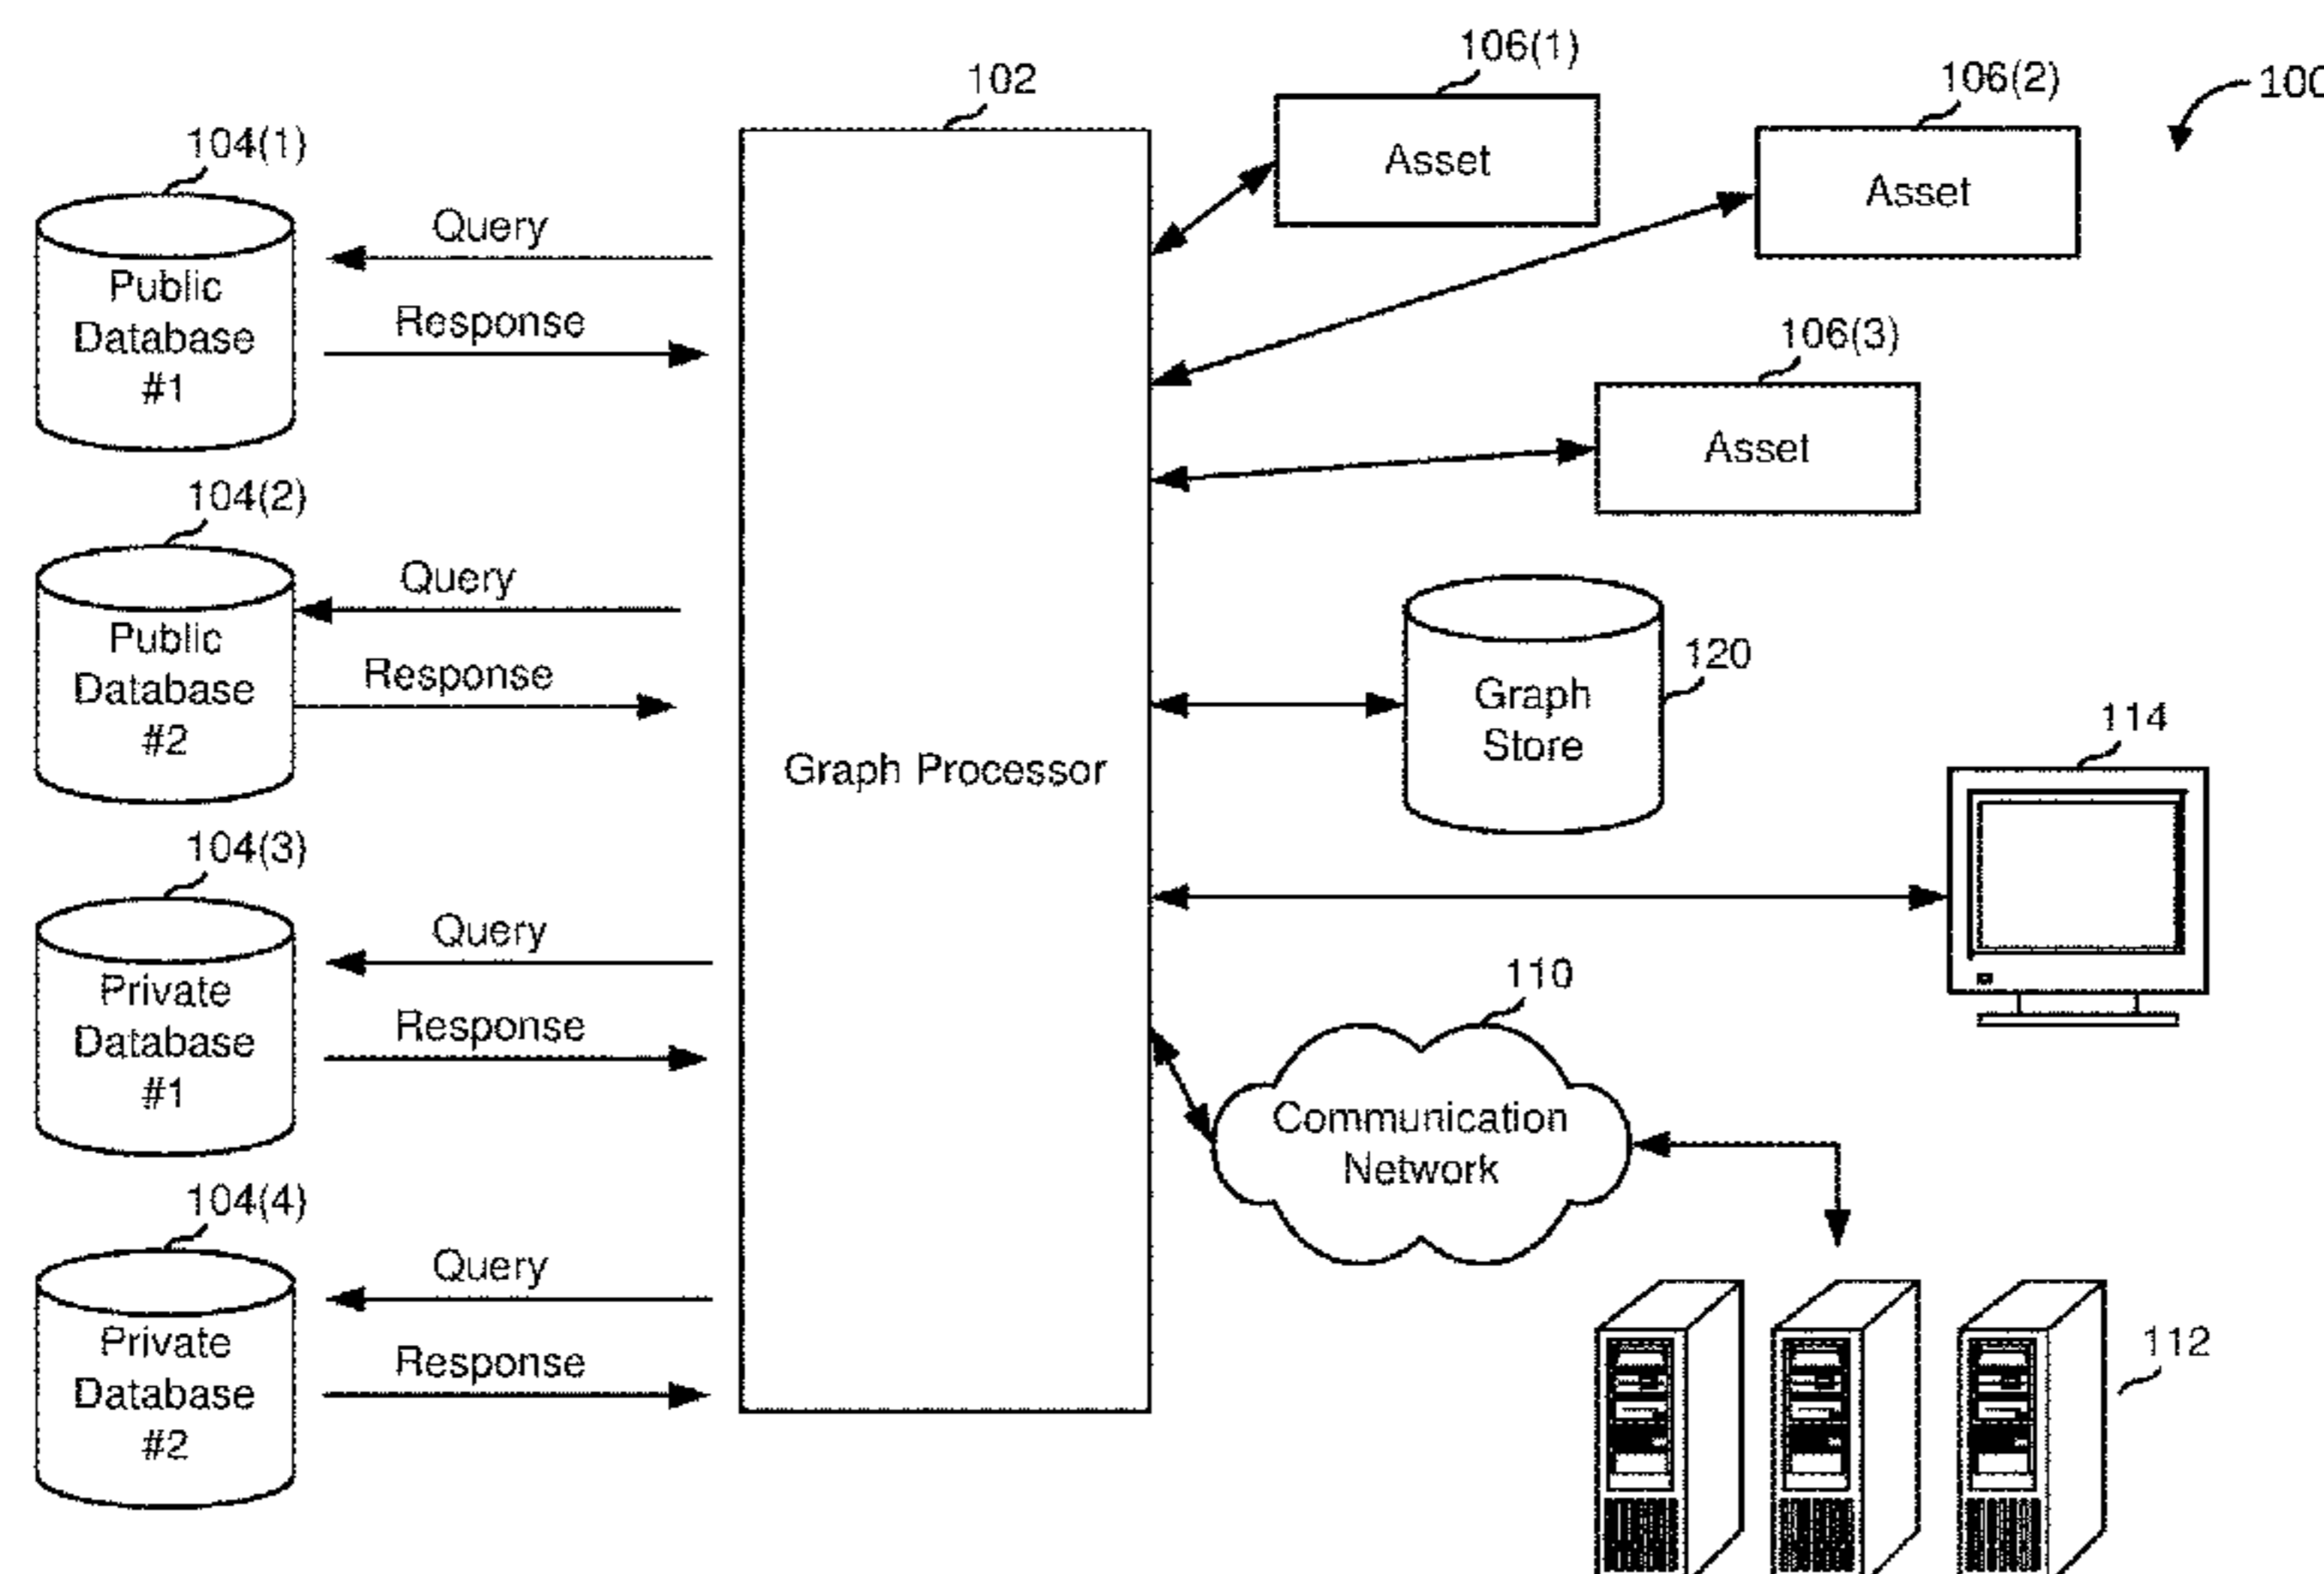 102
106(1)
106(2)
100
104(1)
Asset
Asset
Query
Public
Database
#1
Response
106(3)
Asset
104(2)
Query
Public
Database
#2
Response
120
Graph
Store
114
Graph Processor
104(3)
Query
Private
Database
#1
Response
110
Communication
Network
104(4)
Query
Private
Database
#2
Response
112